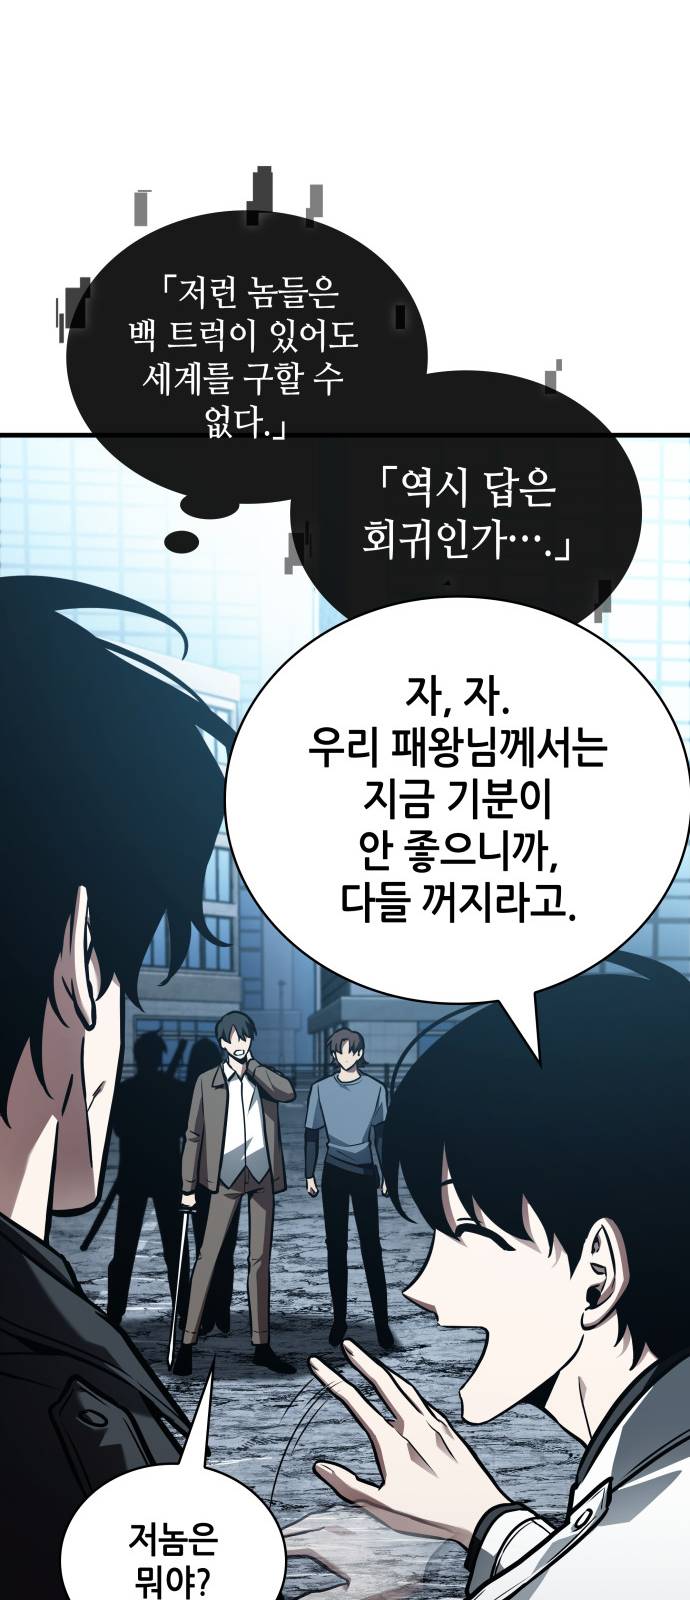 「저런 놈들은
백 트럭이 있어도
세계를 구할 수
없다.」
「역시 답은
회귀인가….」
자, 자.
우리 패왕님께서는
지금 기분이
안 좋으니까,
다들 꺼지라고.
저놈은
뭐야?